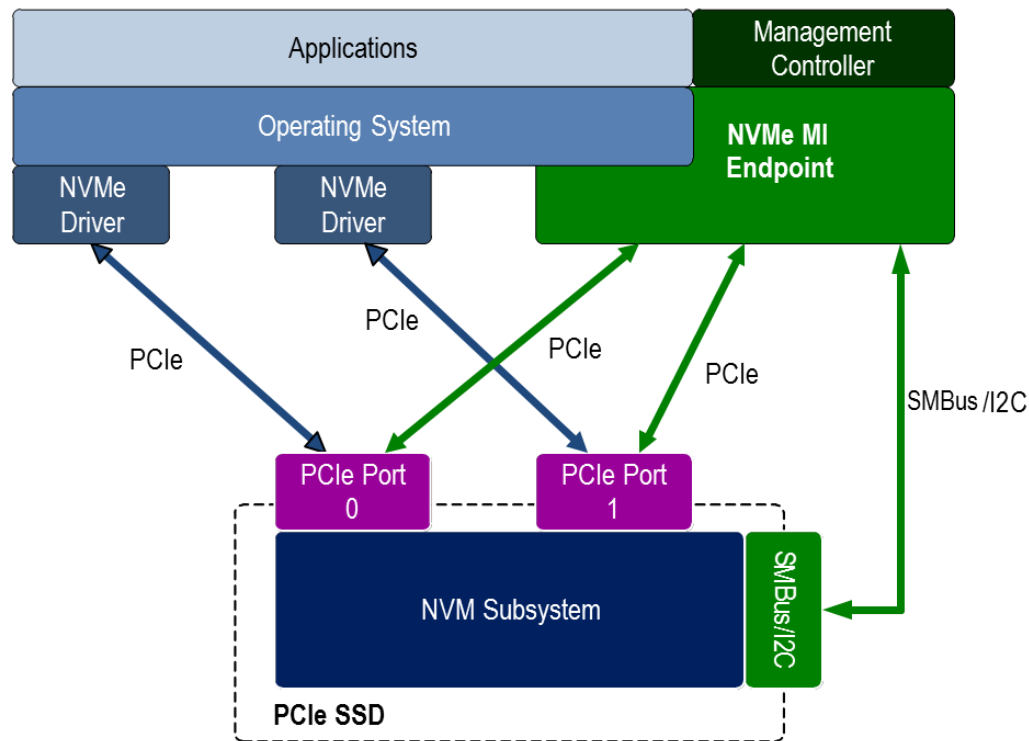 Applications
Management
Controller
Operating System
NVMe MI
Endpoint
NVMe
Driver
NVMe
Driver
PCIe
PCIe
PCIe
PCIe
SMBus /I2C
PCIe Port
0
PCIe Port
1
NVM Subsystem
SMBus/I2C
PCIe SSD